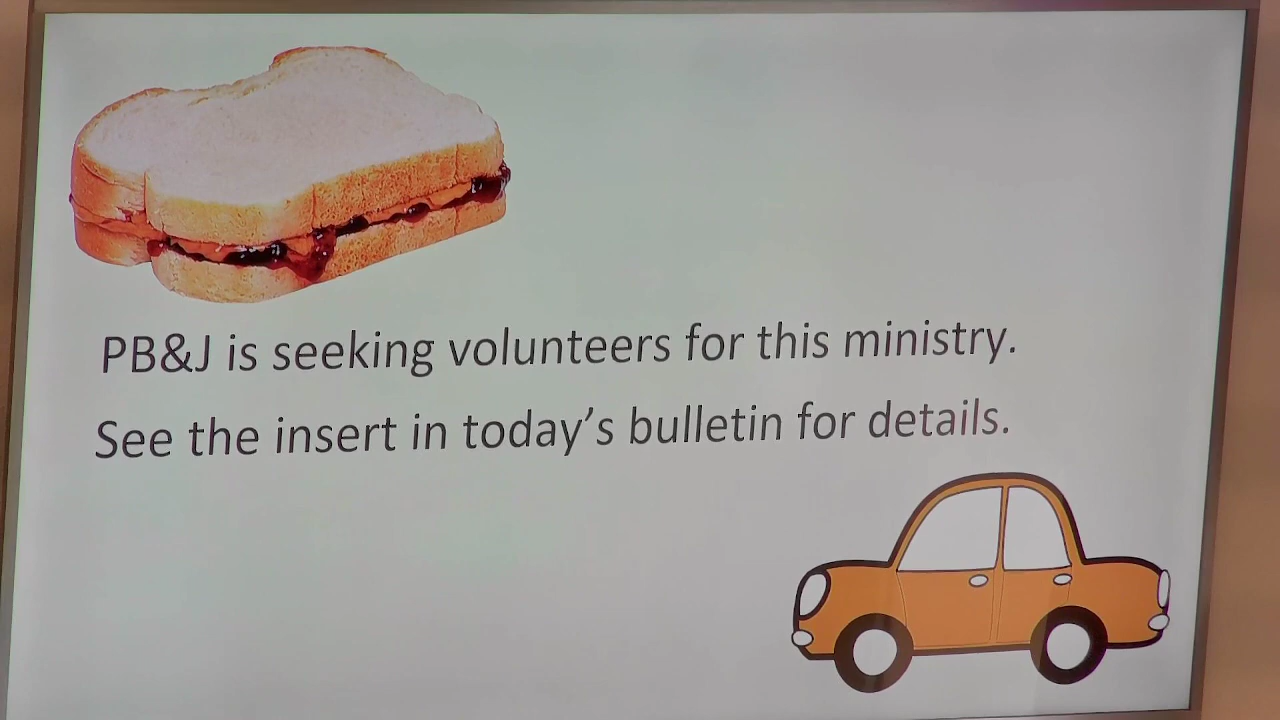 PB&J is seeking volunteers for this ministry.
See the insert in today’s bulletin for details.